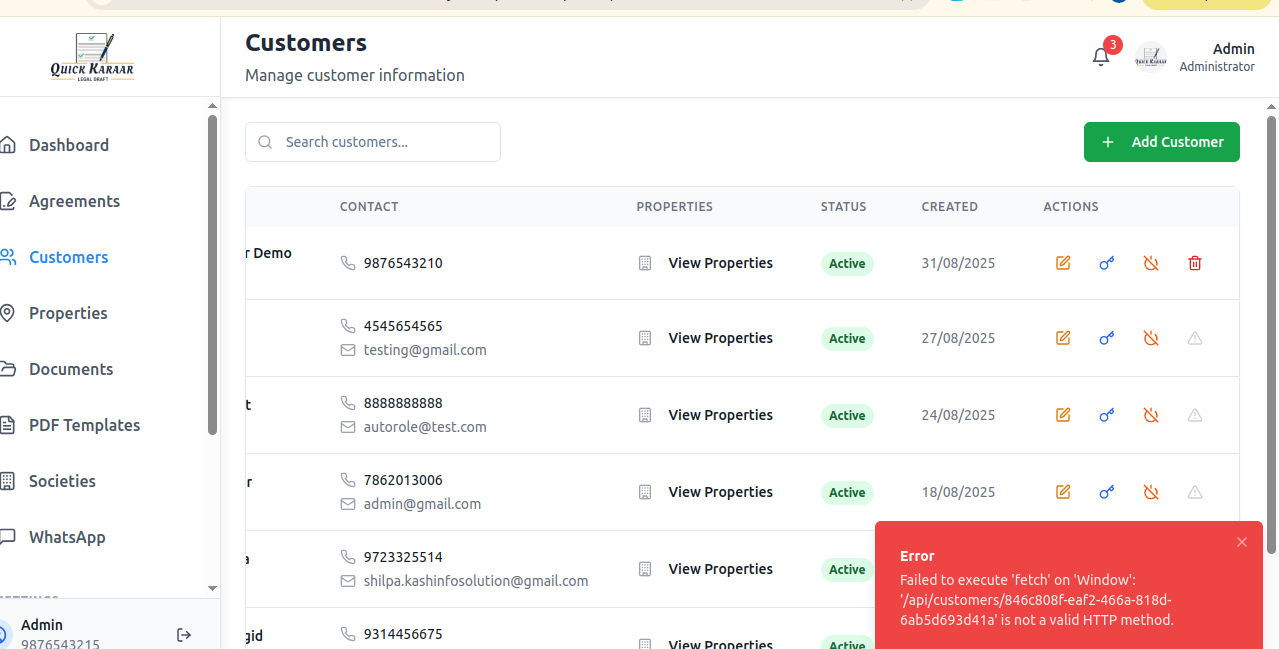 QUICK KARAAR
LEGAL DRAFT
Customers
Manage customer information
3
Admin
Administrator
Dashboard
Agreements
Customers
Properties
Documents
PDF Templates
Societies
WhatsApp
Admin
9876543215
Search customers...
+ Add Customer
CONTACT PROPERTIES STATUS CREATED ACTIONS
r Demo 9876543210 View Properties Active 31/08/2025
4545654565
testing@gmail.com View Properties Active 27/08/2025
t 8888888888
autorole@test.com View Properties Active 24/08/2025
r 7862013006
admin@gmail.com View Properties Active 18/08/2025
a 9723325514
shilpa.kashinfosolution@gmail.com View Properties Active
gid 9314456675 View Properties Active
Error
Failed to execute 'fetch' on 'Window':
'/api/customers/846c808f-eaf2-466a-818d-
6ab5d693d41a' is not a valid HTTP method.